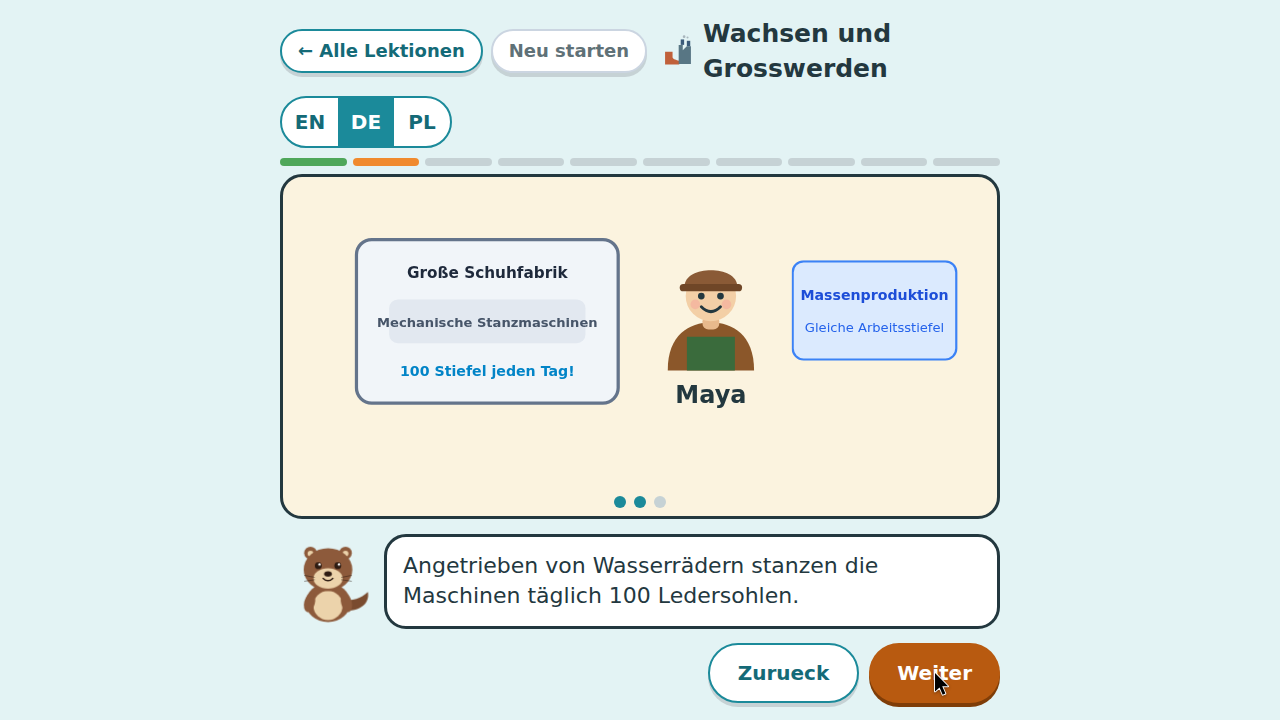 ← Alle Lektionen
Neu starten
Wachsen und
Grosswerden
EN DE PL
Große Schuhfabrik
Mechanische Stanzmaschinen
100 Stiefel jeden Tag!
Maya
Massenproduktion
Gleiche Arbeitsstiefel
Angetrieben von Wasserrädern stanzen die
Maschinen täglich 100 Ledersohlen.
Zurueck
Weiter